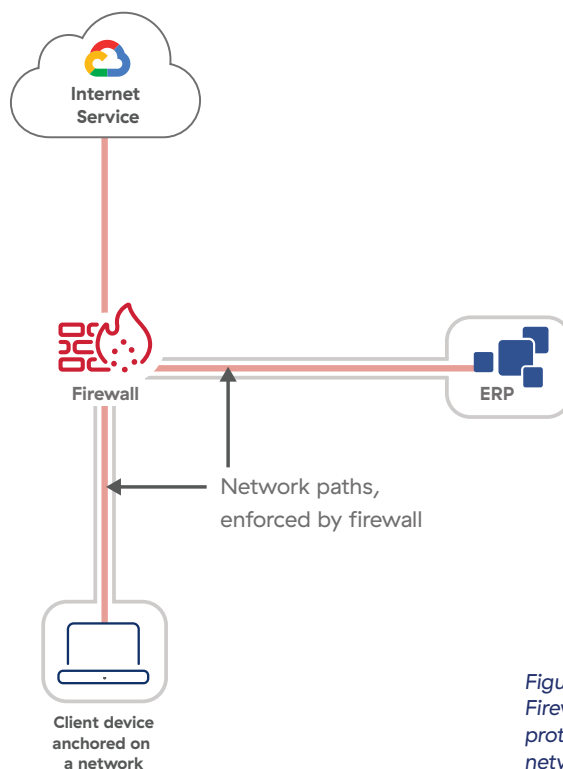 Internet
Service
Firewall
ERP
Network paths,
enforced by firewall
Client device
anchored on
a network